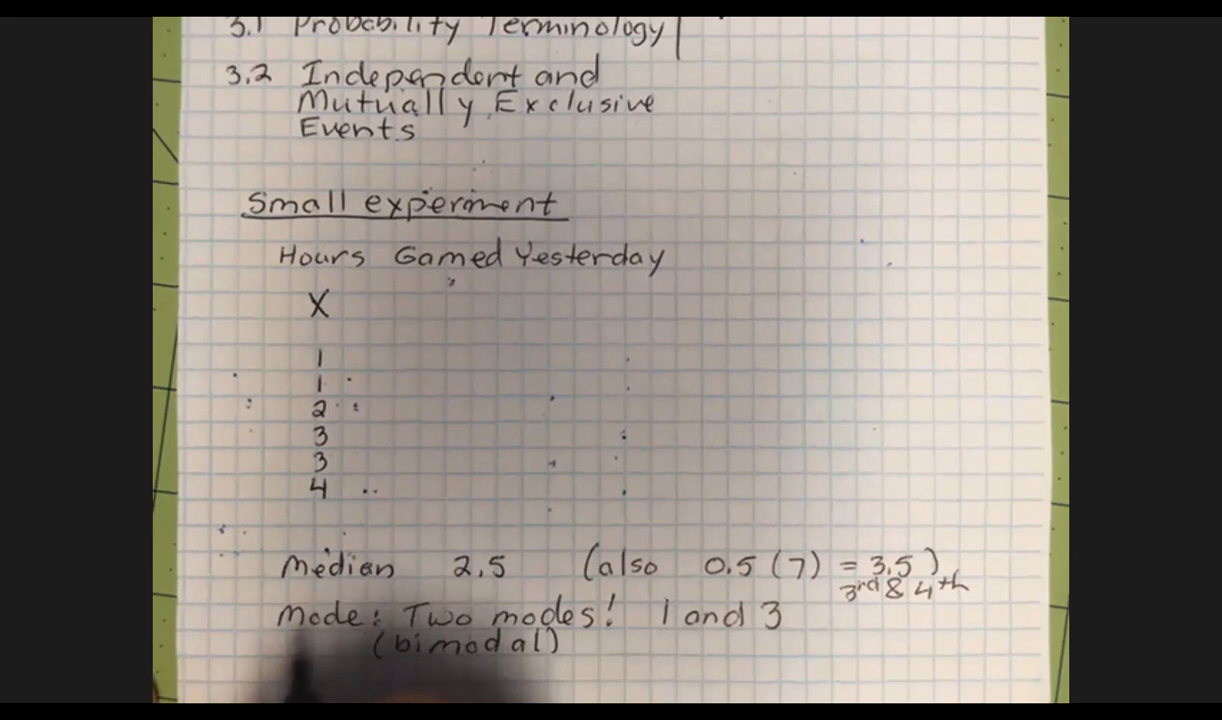 3.1 Probability Terminology
3.2 Independent and
Mutually Exclusive
Events
Small experiment
Hours Gamed Yesterday
X
1
1
2
3
3
4
Median 2.5 (also 0.5 (7) = 3.5)
3rd & 4th
Mode: Two modes! 1 and 3
(bimodal)